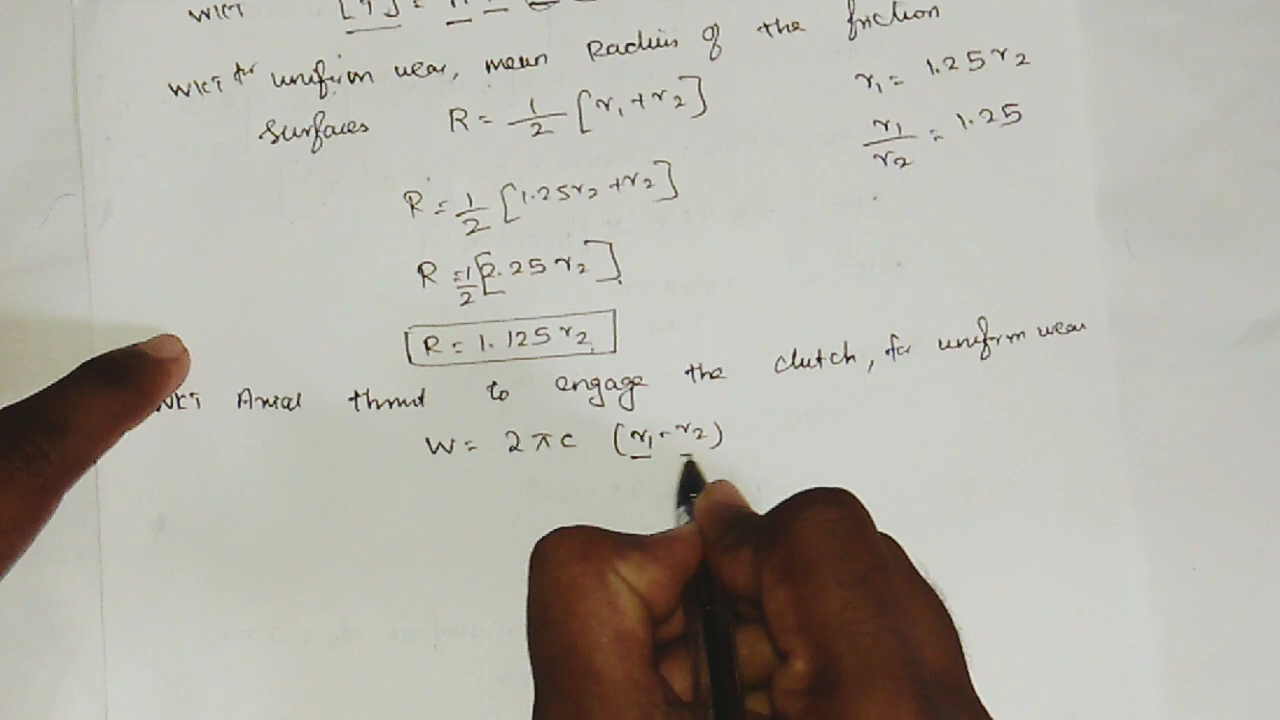 WKT [T] =
WKT for uniform wear, mean Radius of the friction
surfaces R = 1/2 [r₁ + r₂]
r₁ = 1.25 r₂
r₁/r₂ = 1.25
R = 1/2 [1.25r₂ + r₂]
R = 1/2 [2.25 r₂]
R = 1.125 r₂
WKT Axial thrust to engage the clutch, for uniform wear
W = 2πc (r₁ - r₂)